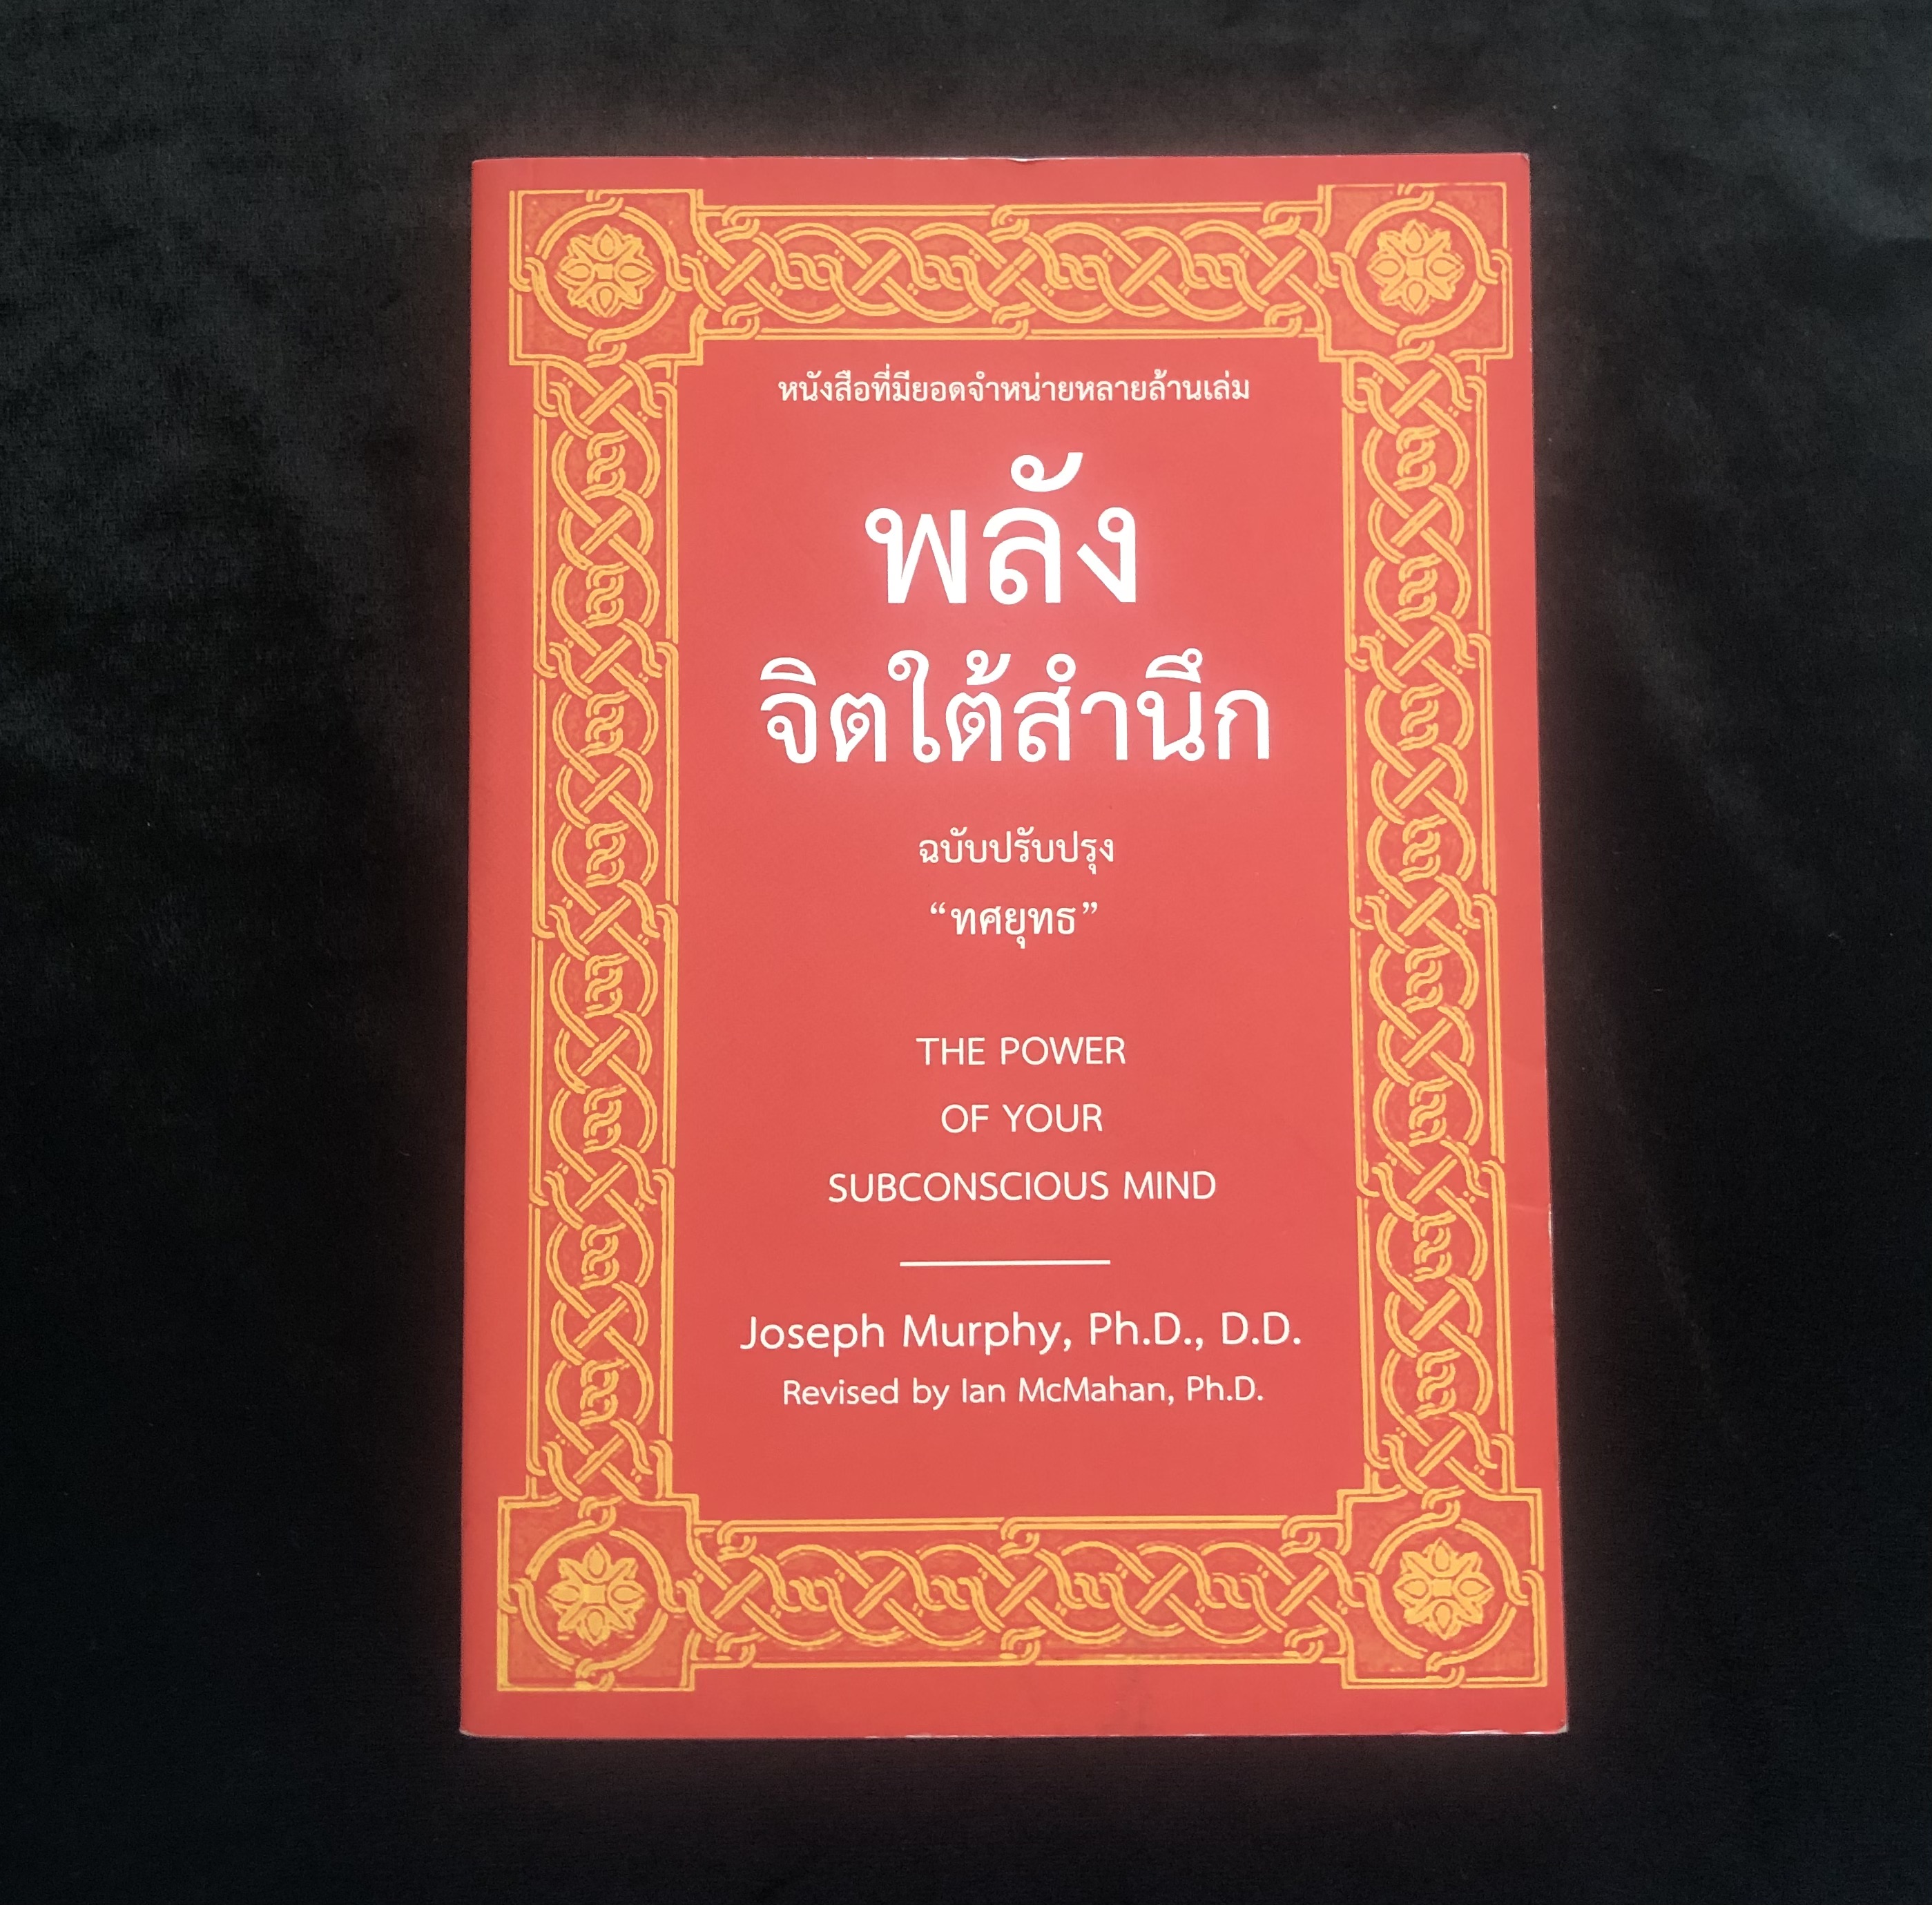 หนังสือที่มียอดจำหน่ายหลายล้านเล่ม
พลัง
จิตใต้สำนึก
ฉบับปรับปรุง
“ทศยุทธ”
THE POWER
OF YOUR
SUBCONSCIOUS MIND
Joseph Murphy, Ph.D., D.D.
Revised by Ian McMahan, Ph.D.